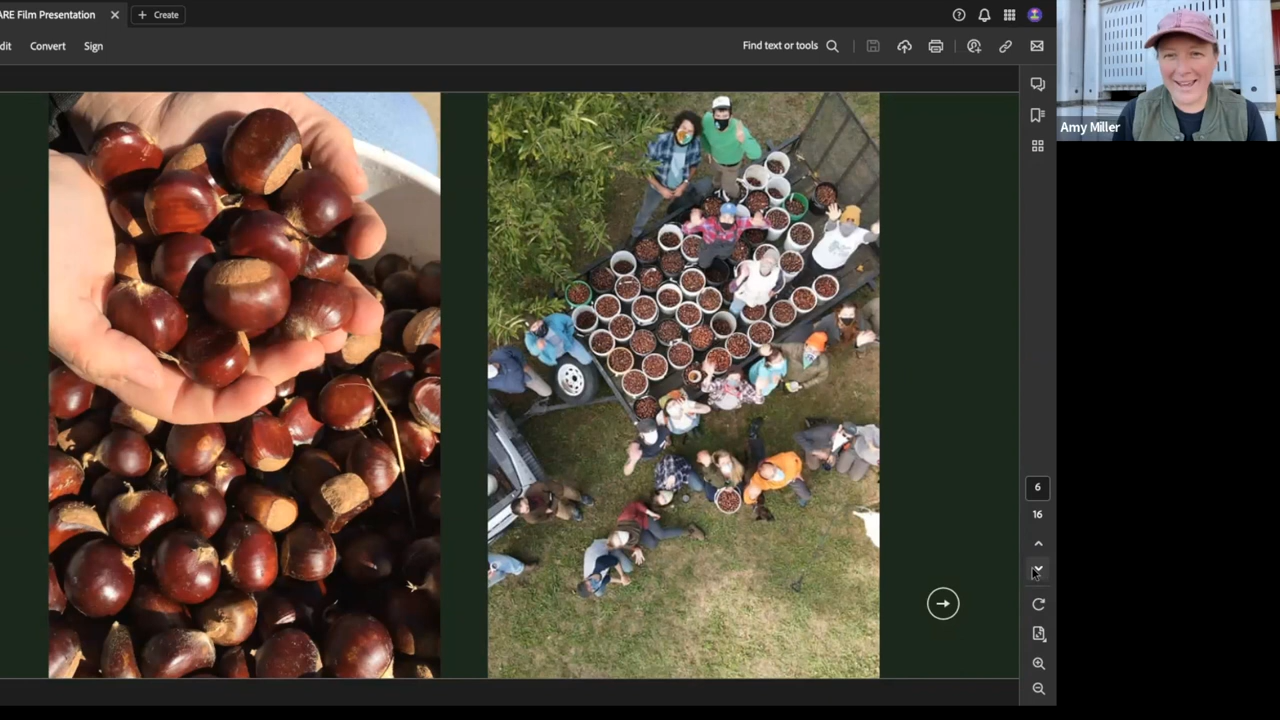 ARE Film Presentation
Create
dit
Convert
Sign
Find text or tools
Amy Miller
6
16